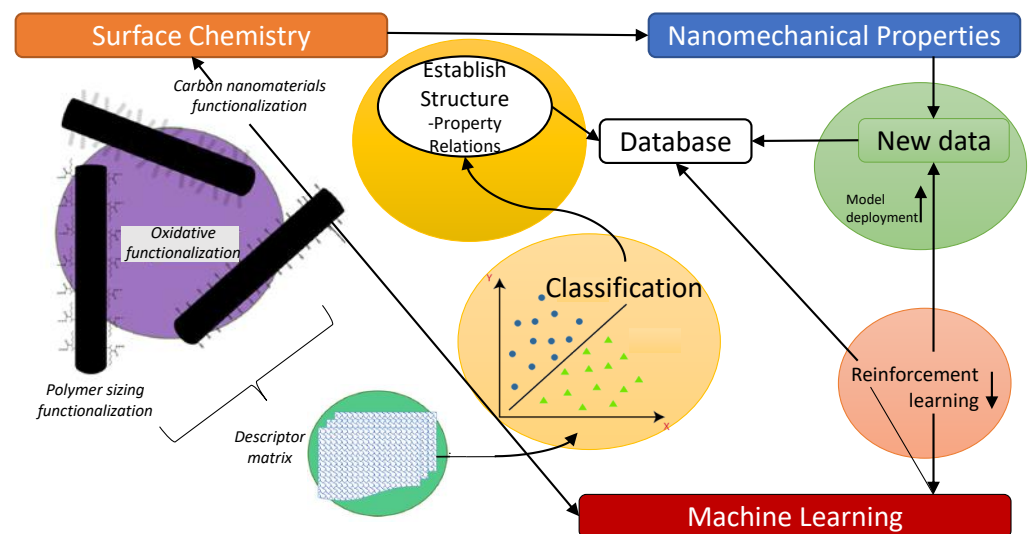 Surface Chemistry
Nanomechanical Properties
Carbon nanomaterials
functionalization
Establish
Structure
-Property
Relations
Database
New data
Model
deployment
Oxidative
functionalization
Polymer sizing
functionalization
Descriptor
matrix
Y
Classification
X
Reinforcement
learning
Machine Learning